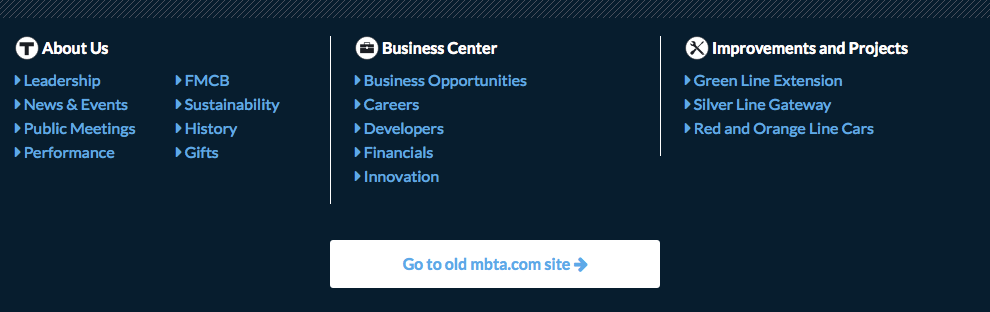 About Us
Leadership
News & Events
Public Meetings
Performance
FMCB
Sustainability
History
Gifts
Business Center
Business Opportunities
Careers
Developers
Financials
Innovation
Improvements and Projects
Green Line Extension
Silver Line Gateway
Red and Orange Line Cars
Go to old mbta.com site